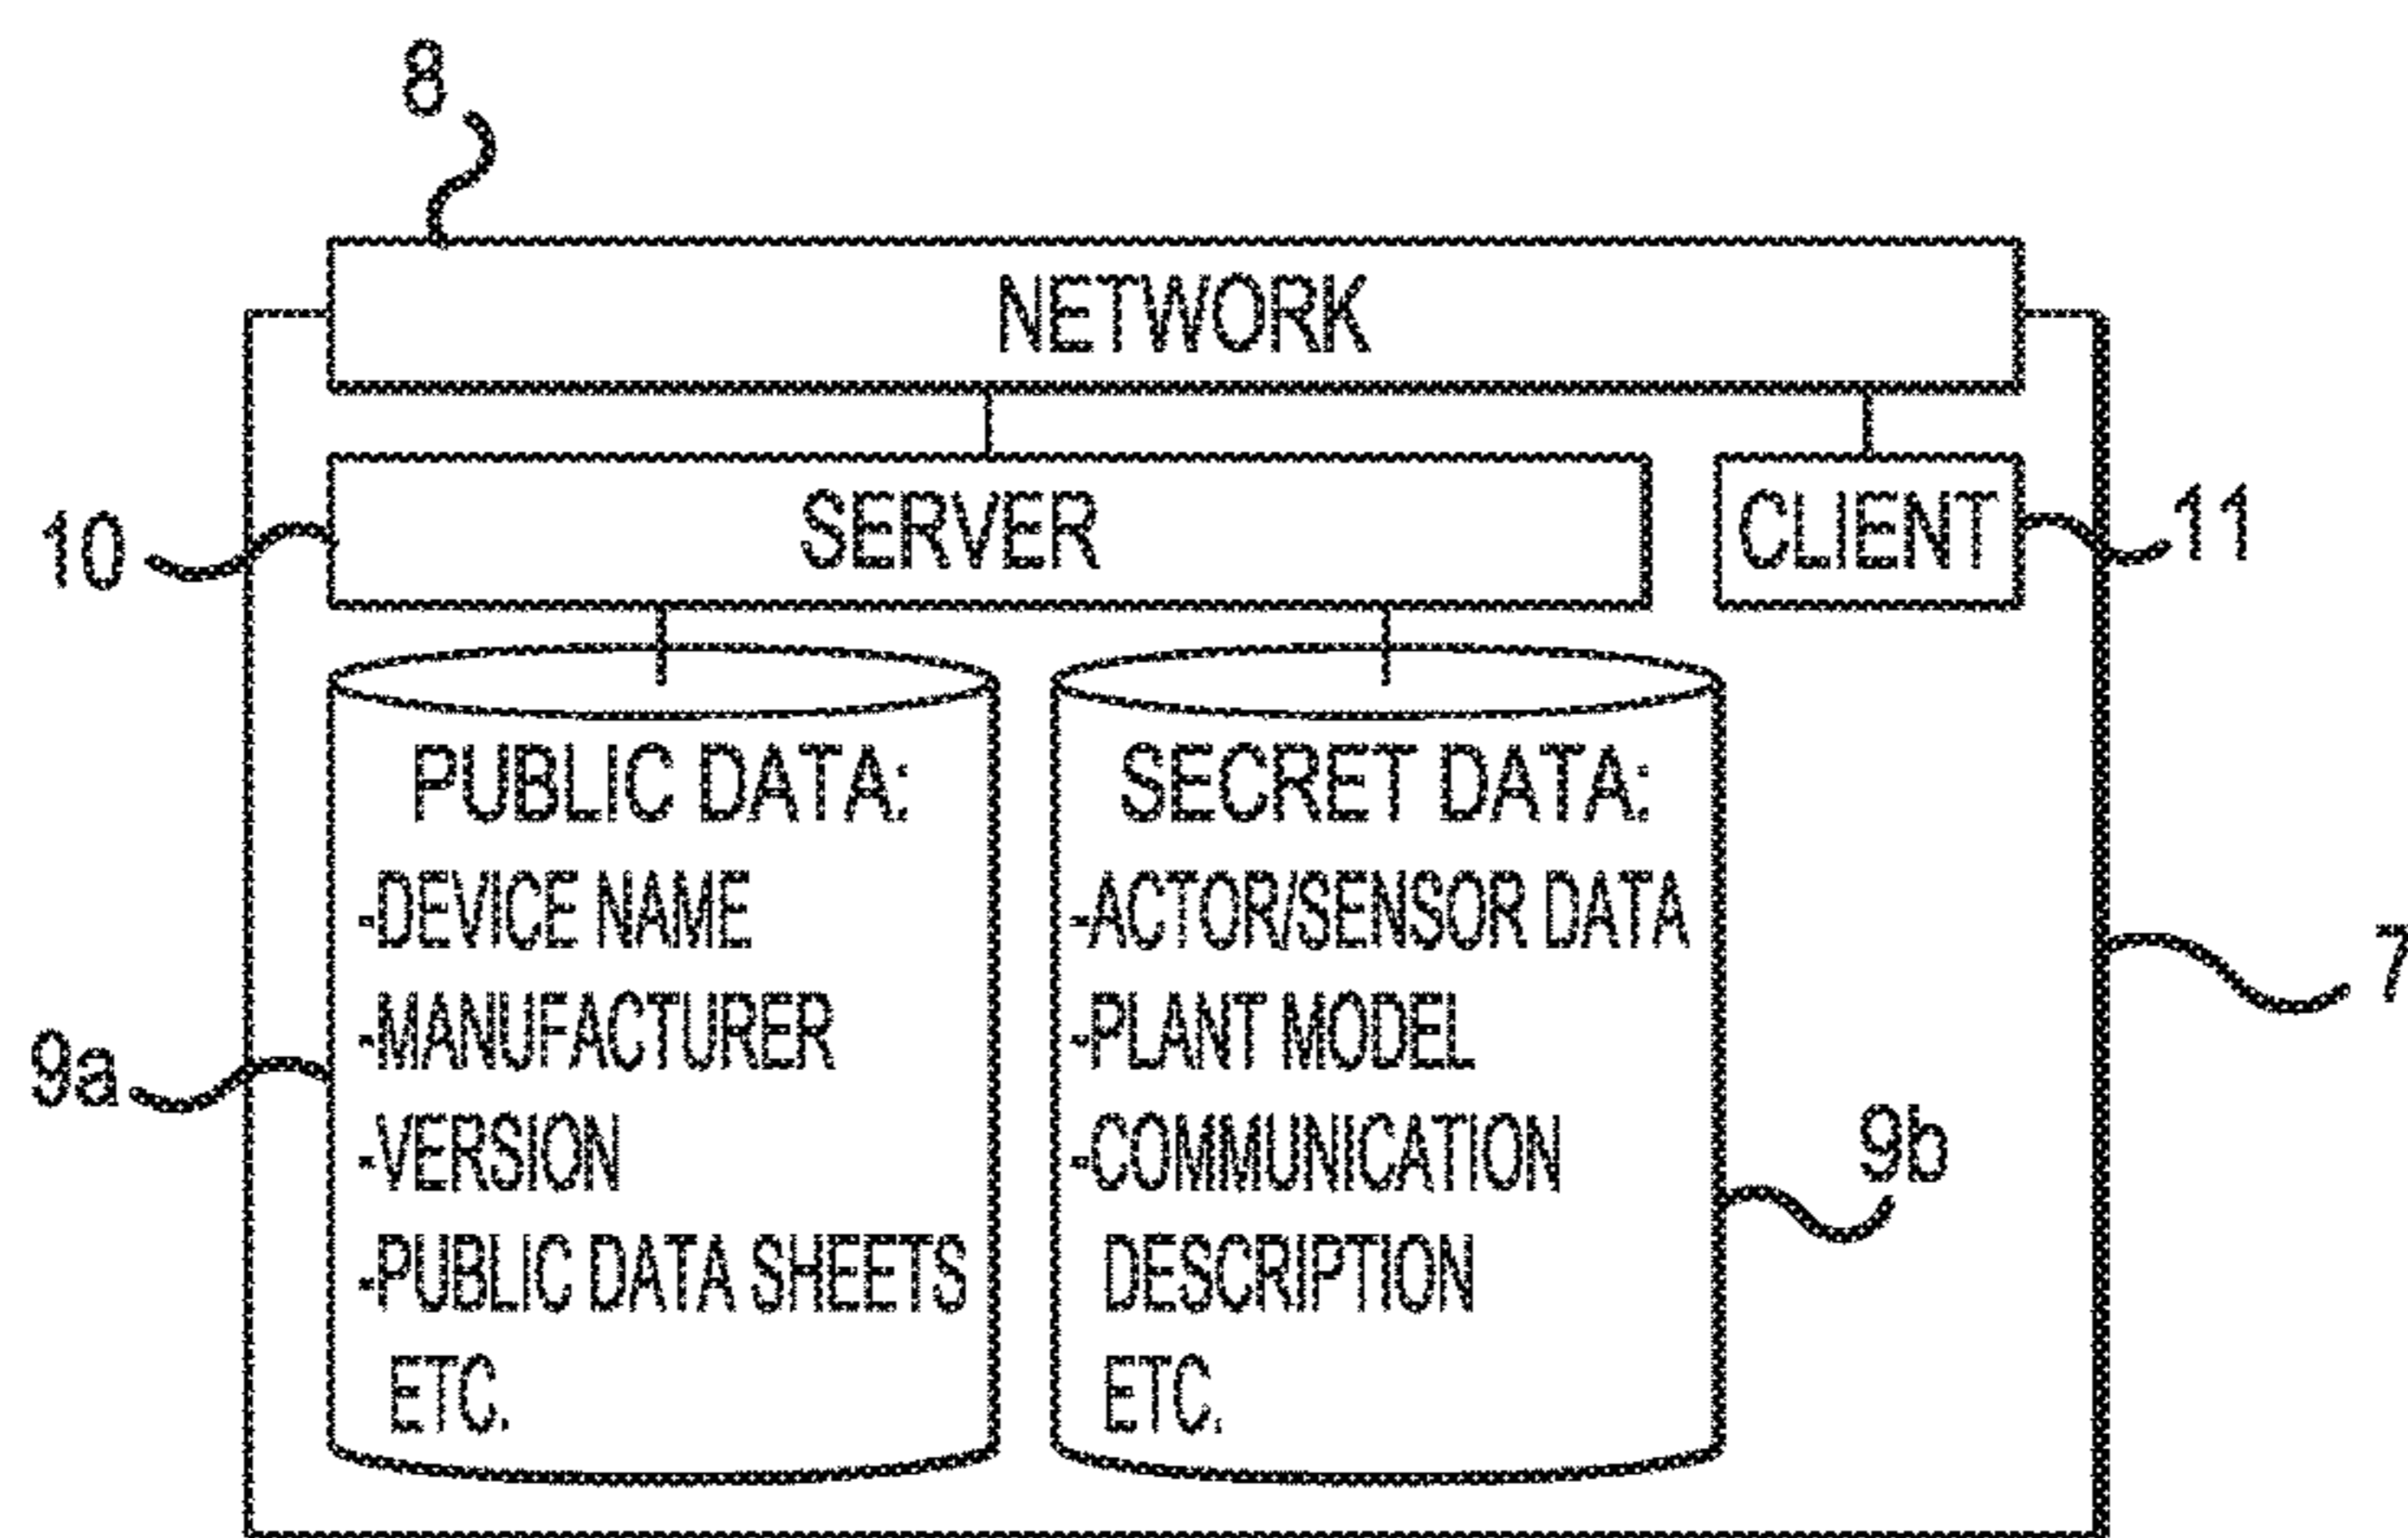 8
NETWORK
10
SERVER
CLIENT
11
PUBLIC DATA:
-DEVICE NAME
-MANUFACTURER
-VERSION
-PUBLIC DATA SHEETS
ETC.
9a
SECRET DATA:
-ACTOR/SENSOR DATA
-PLANT MODEL
-COMMUNICATION
DESCRIPTION
ETC.
9b
7